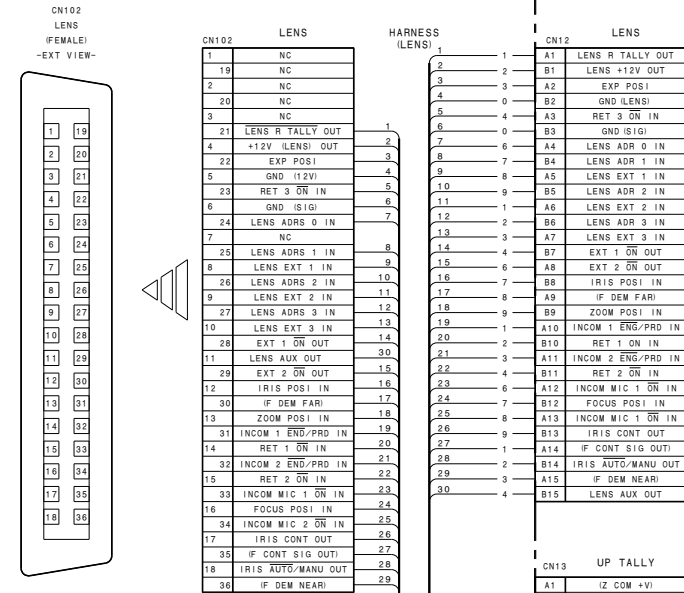 CN102
LENS
(FEMALE)
-EXT VIEW-
1 19
2 20
3 21
4 22
5 23
6 24
7 25
8 26
9 27
10 28
11 29
12 30
13 31
14 32
15 33
16 34
17 35
18 36
CN102 LENS HARNESS (LENS)
1 NC
19 NC
2 NC
20 NC
3 NC
21 LENS R TALLY OUT 1
4 +12V (LENS) OUT 2
22 EXP POSI 3
5 GND (12V) 4
23 RET 3 ON IN 5
6 GND (SIG) 6
24 LENS ADRS 0 IN 7
7 NC
25 LENS ADRS 1 IN 8
8 LENS EXT 1 IN 9
26 LENS ADRS 2 IN 10
9 LENS EXT 2 IN 11
27 LENS ADRS 3 IN 12
10 LENS EXT 3 IN 13
28 EXT 1 ON OUT 14
11 LENS AUX OUT 30
29 EXT 2 ON OUT 15
12 IRIS POSI IN 16
30 (F DEM FAR) 17
13 ZOOM POSI IN 18
31 INCOM 1 END/PRD IN 19
14 RET 1 ON IN 20
32 INCOM 2 END/PRD IN 21
15 RET 2 ON IN 22
33 INCOM MIC 1 ON IN 23
16 FOCUS POSI IN 24
34 INCOM MIC 2 ON IN 25
17 IRIS CONT OUT 26
35 (F CONT SIG OUT) 27
18 IRIS AUTO/MANU OUT 28
36 (F DEM NEAR) 29
CN12 LENS
1 1 A1 LENS R TALLY OUT
2 2 B1 LENS +12V OUT
3 3 A2 EXP POSI
4 0 B2 GND (LENS)
5 4 A3 RET 3 ON IN
6 0 B3 GND (SIG)
7 6 A4 LENS ADR 0 IN
8 7 B4 LENS ADR 1 IN
9 8 A5 LENS EXT 1 IN
10 9 B5 LENS ADR 2 IN
11 1 A6 LENS EXT 2 IN
12 2 B6 LENS ADR 3 IN
13 3 A7 LENS EXT 3 IN
14 4 B7 EXT 1 ON OUT
15 6 A8 EXT 2 ON OUT
16 7 B8 IRIS POSI IN
17 8 A9 (F DEM FAR)
18 9 B9 ZOOM POSI IN
19 1 A10 INCOM 1 ENG/PRD IN
20 2 B10 RET 1 ON IN
21 3 A11 INCOM 2 ENG/PRD IN
22 4 B11 RET 2 ON IN
23 6 A12 INCOM MIC 1 ON IN
24 7 B12 FOCUS POSI IN
25 8 A13 INCOM MIC 1 ON IN
26 9 B13 IRIS CONT OUT
27 1 A14 (F CONT SIG OUT)
28 2 B14 IRIS AUTO/MANU OUT
29 3 A15 (F DEM NEAR)
30 4 B15 LENS AUX OUT
CN13 UP TALLY
A1 (Z COM +V)